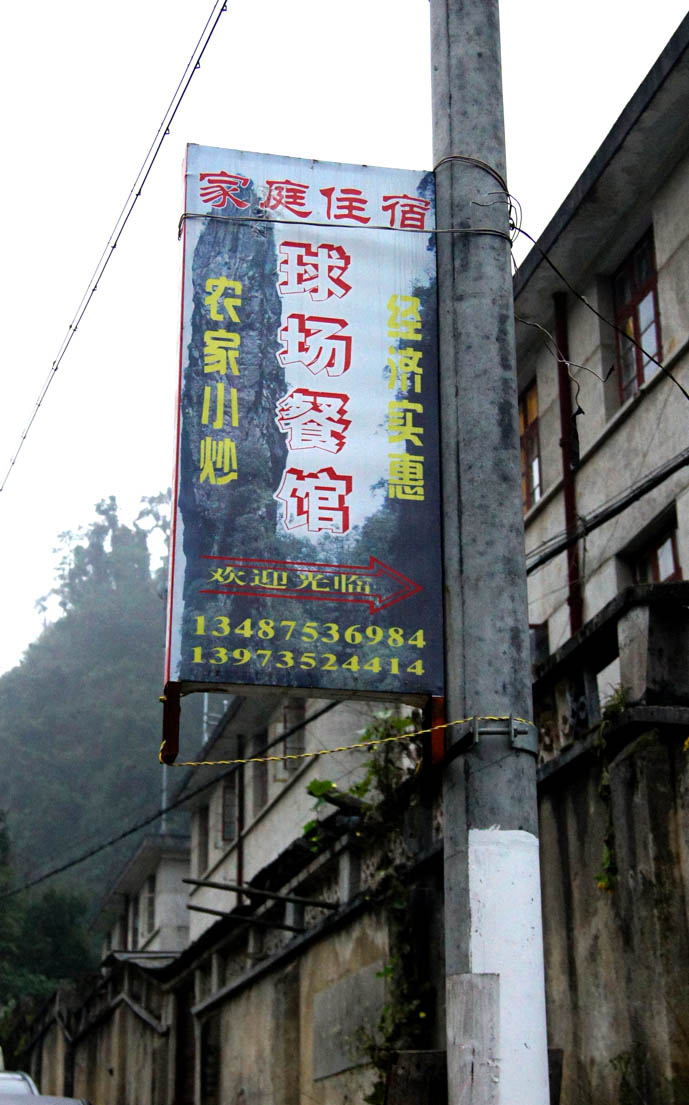 家庭住宿
球场餐馆
农家小炒
经济实惠
欢迎光临
13487536984
13973524414